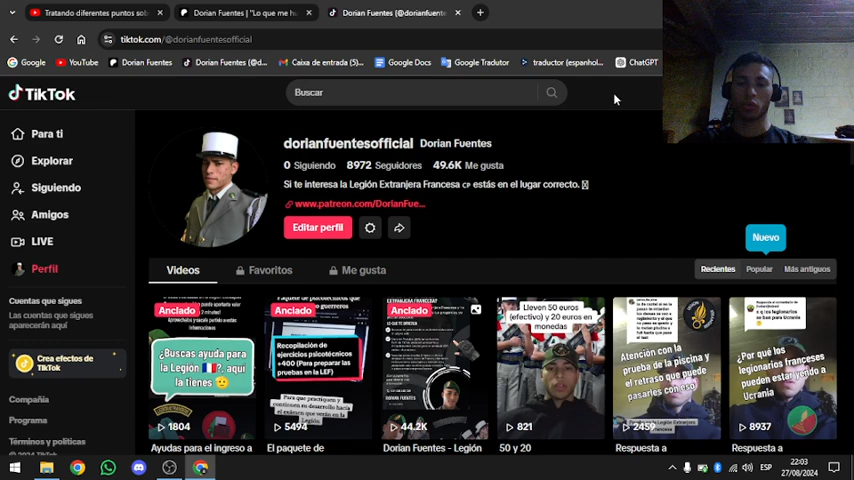 Tratando diferentes puntos sob
Dorian Fuentes | "Lo que me h
Dorian Fuentes (@dorianfuente
tiktok.com/@dorianfuentesofficial
Google
YouTube
Dorian Fuentes
Dorian Fuentes (@d...
Caixa de entrada (5)...
Google Docs
Google Tradutor
traductor (espanhol...
ChatGPT
TikTok
Buscar
Para ti
Explorar
Siguiendo
Amigos
LIVE
Perfil
Cuentas que sigues
Las cuentas que sigues
aparecerán aquí
Crea efectos de
TikTok
Compañía
Programa
Términos y políticas
© 2024 TikTok
dorianfuentesofficial Dorian Fuentes
0 Siguiendo 8972 Seguidores 49.6K Me gusta
Si te interesa la Legión Extranjera Francesa CP estás en el lugar correcto.
www.patreon.com/DorianFue...
Editar perfil
Nuevo
Videos
Favoritos
Me gusta
Recientes
Popular
Más antiguos
Anclado
¿Buscas ayuda para
la Legion 🇫🇷?, aquí
la tienes
1804
Ayudas para el ingreso a
Anclado
Recopilación de
ejercicios psicotécnicos
+400 (Para preparar las
pruebas en la LEF)
Para que practiquen y
5494
El paquete de
Anclado
44.2K
Dorian Fuentes - Legión
Lleven 50 euros
(efectivo) y 20 euros en
monedas
821
50 y 20
Atención con la
prueba de la piscina y
el retraso que puede
pasarles con eso
2459
Respuesta a
¿Por qué los
legionarios franceses
pueden estar yendo a
Ucrania
8937
Respuesta a
ESP
22:03
27/08/2024